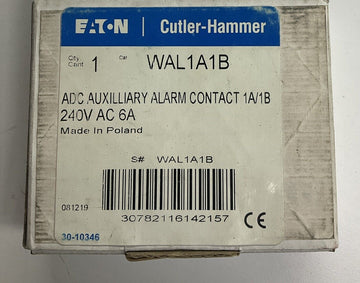 EATON Cutler-Hammer
Qty
Cant 1 Cat WAL1A1B
ADC AUXILLIARY ALARM CONTACT 1A/1B
240V AC 6A
Made In Poland
S# WAL1A1B
081219
30782116142157 CE
30-10346